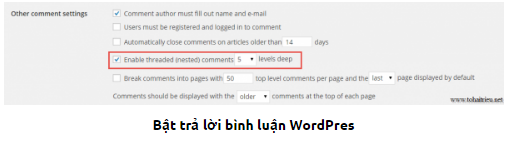 Other comment settings
Comment author must fill out name and e-mail
Users must be registered and logged in to comment
Automatically close comments on articles older than 14 days
Enable threaded (nested) comments 5 levels deep
Break comments into pages with 50 top level comments per page and the last page displayed by default
Comments should be displayed with the older comments at the top of each page
www.tohaitrieu.net
Bật trả lời bình luận WordPres